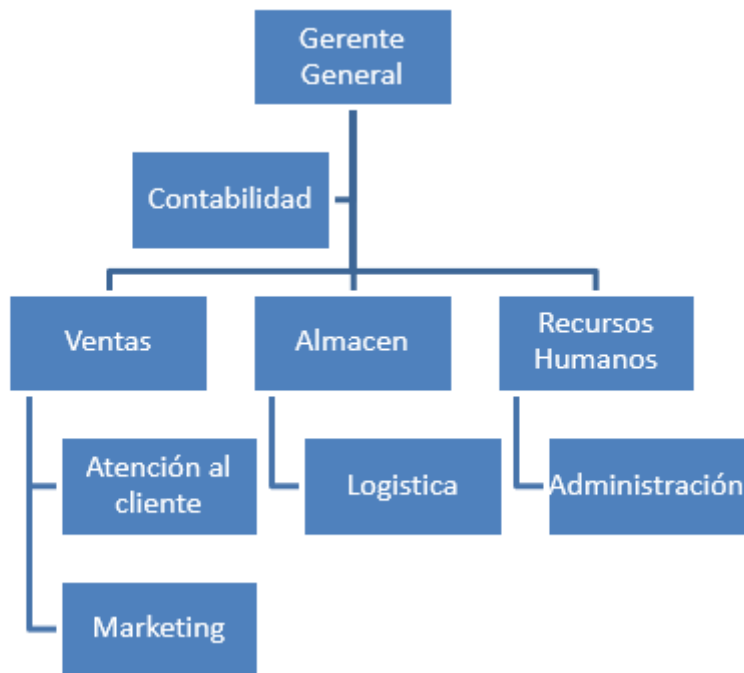 Gerente
General
Contabilidad
Ventas
Almacen
Recursos
Humanos
Atención al
cliente
Logistica
Administración
Marketing